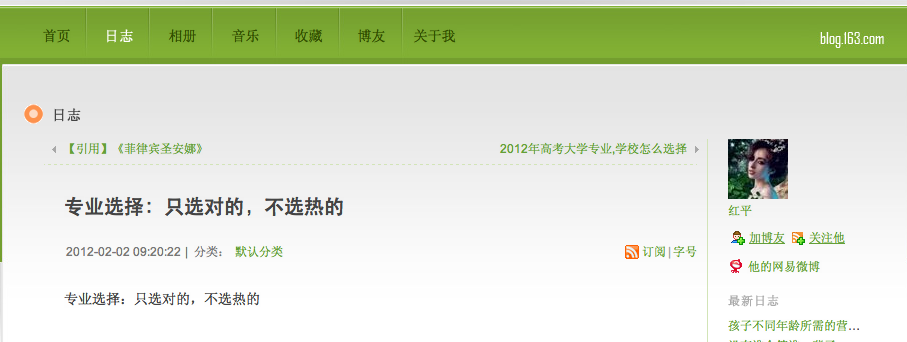 首页 日志 相册 音乐 收藏 博友 关于我
blog.163.com
日志
【引用】《菲律宾圣安娜》 2012年高考大学专业,学校怎么选择
专业选择：只选对的，不选热的
2012-02-02 09:20:22 | 分类： 默认分类 订阅 | 字号
专业选择：只选对的，不选热的
红平
加博友 关注他
他的网易微博
最新日志
孩子不同年龄所需的营...